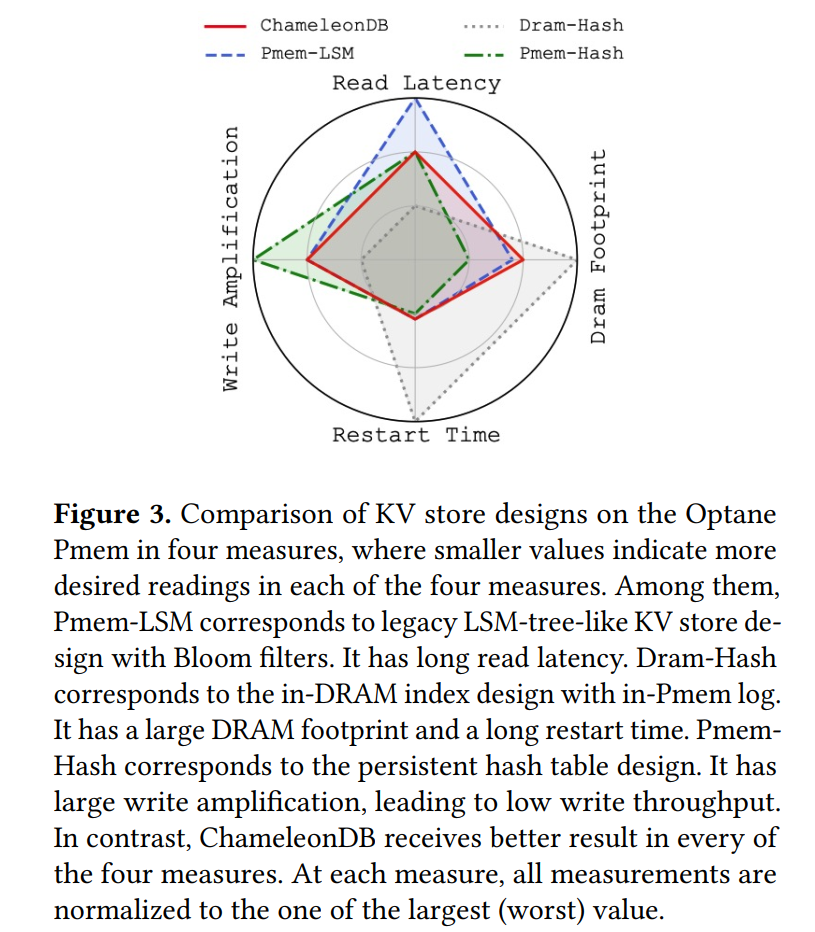 ChameleonDB
Dram-Hash
Pmem-LSM
Pmem-Hash
Read Latency
Write Amplification
Dram Footprint
Restart Time
Figure 3. Comparison of KV store designs on the Optane
Pmem in four measures, where smaller values indicate more
desired readings in each of the four measures. Among them,
Pmem-LSM corresponds to legacy LSM-tree-like KV store de-
sign with Bloom filters. It has long read latency. Dram-Hash
corresponds to the in-DRAM index design with in-Pmem log.
It has a large DRAM footprint and a long restart time. Pmem-
Hash corresponds to the persistent hash table design. It has
large write amplification, leading to low write throughput.
In contrast, ChameleonDB receives better result in every of
the four measures. At each measure, all measurements are
normalized to the one of the largest (worst) value.